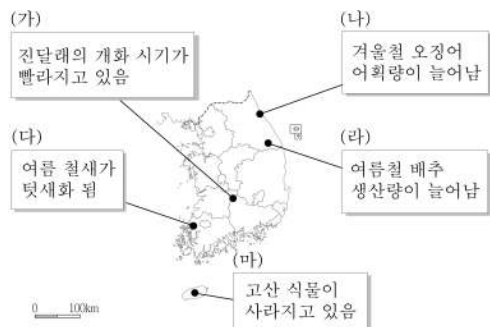 (가)
진달래의 개화 시기가
빨라지고 있음
(나)
겨울철 오징어
어획량이 늘어남
(다)
여름 철새가
텃새화 됨
(라)
여름철 배추
생산량이 늘어남
(마)
고산 식물이
사라지고 있음
0 100km